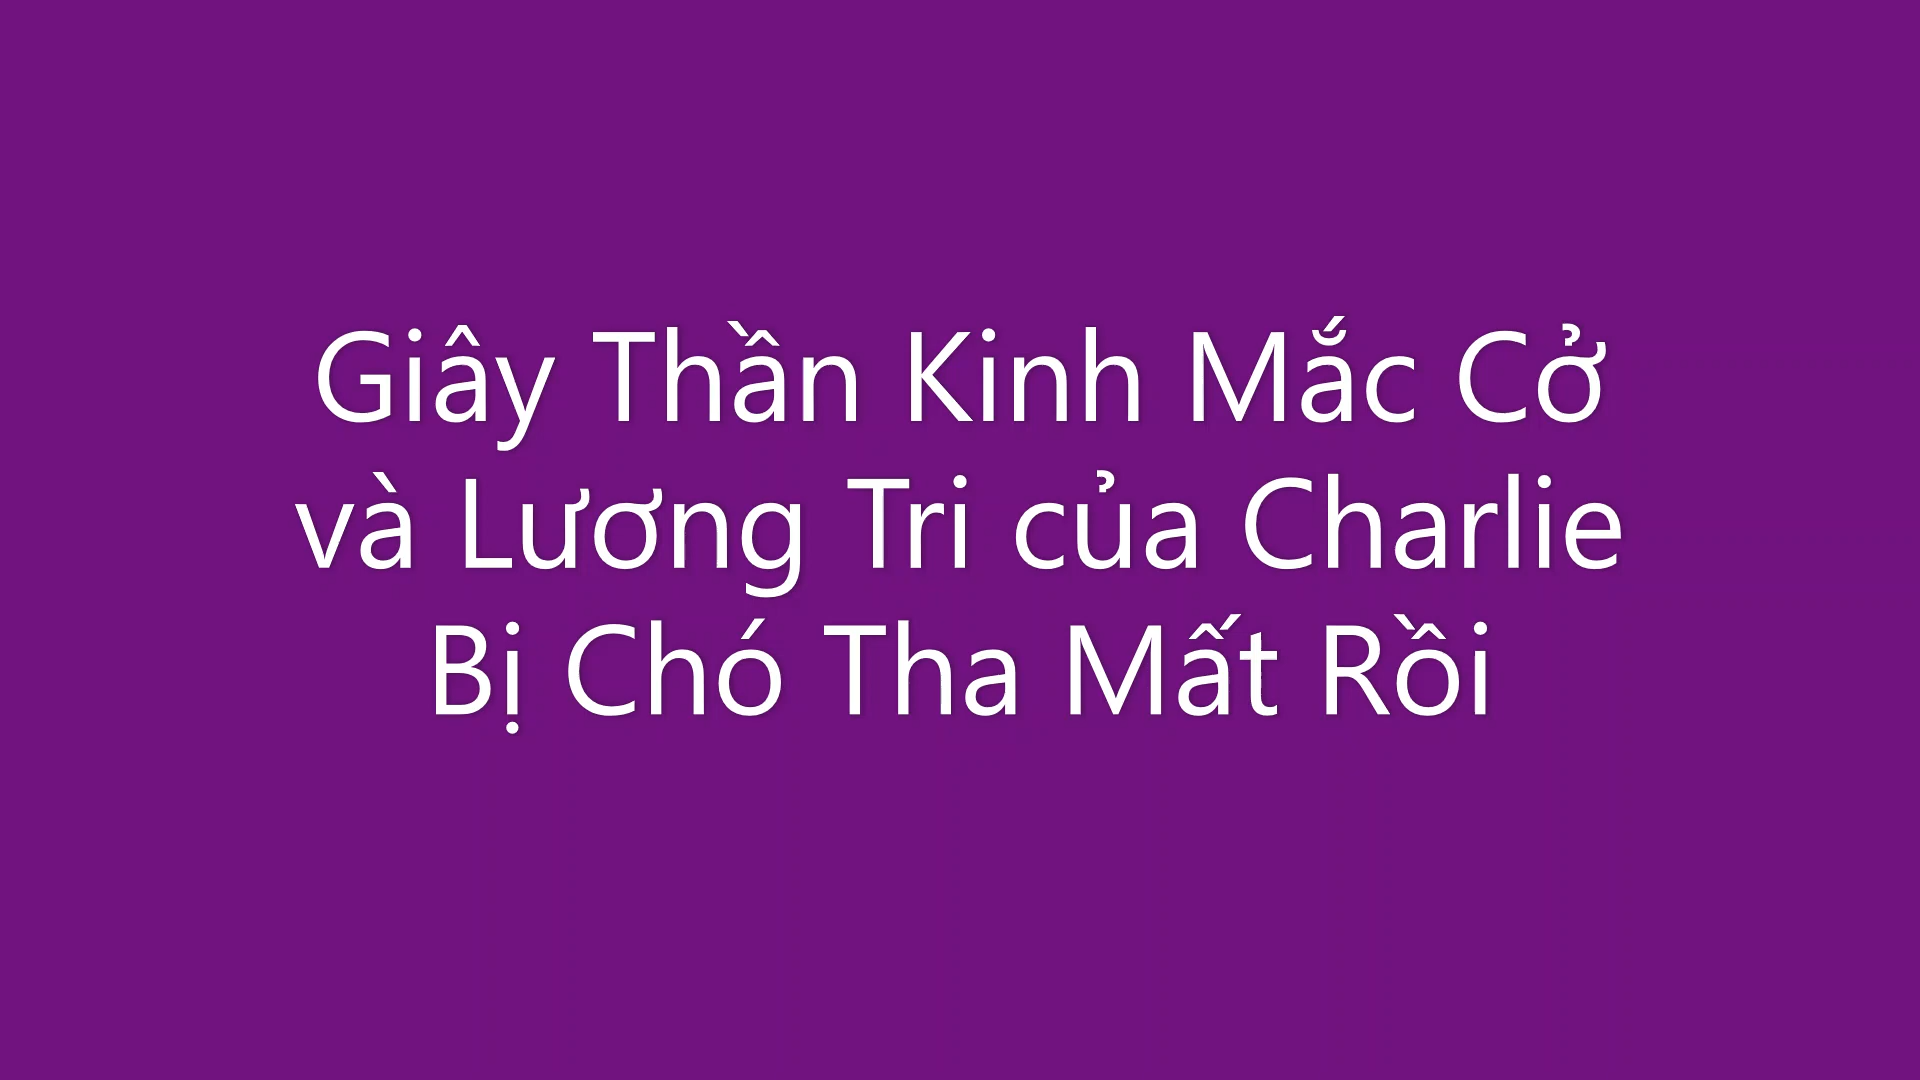 Giây Thần Kinh Mắc Cở
và Lương Tri của Charlie
Bị Chó Tha Mất Rồi